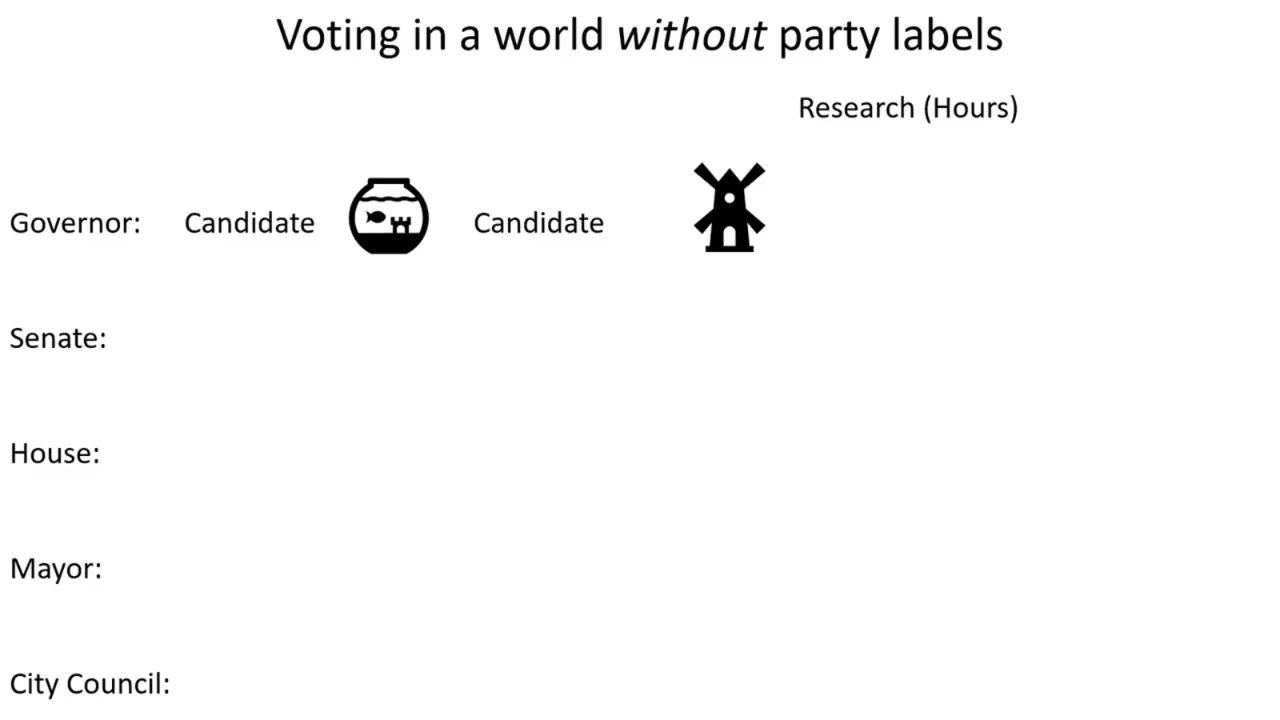 Voting in a world without party labels
Research (Hours)
Governor: Candidate Candidate
Senate:
House:
Mayor:
City Council: